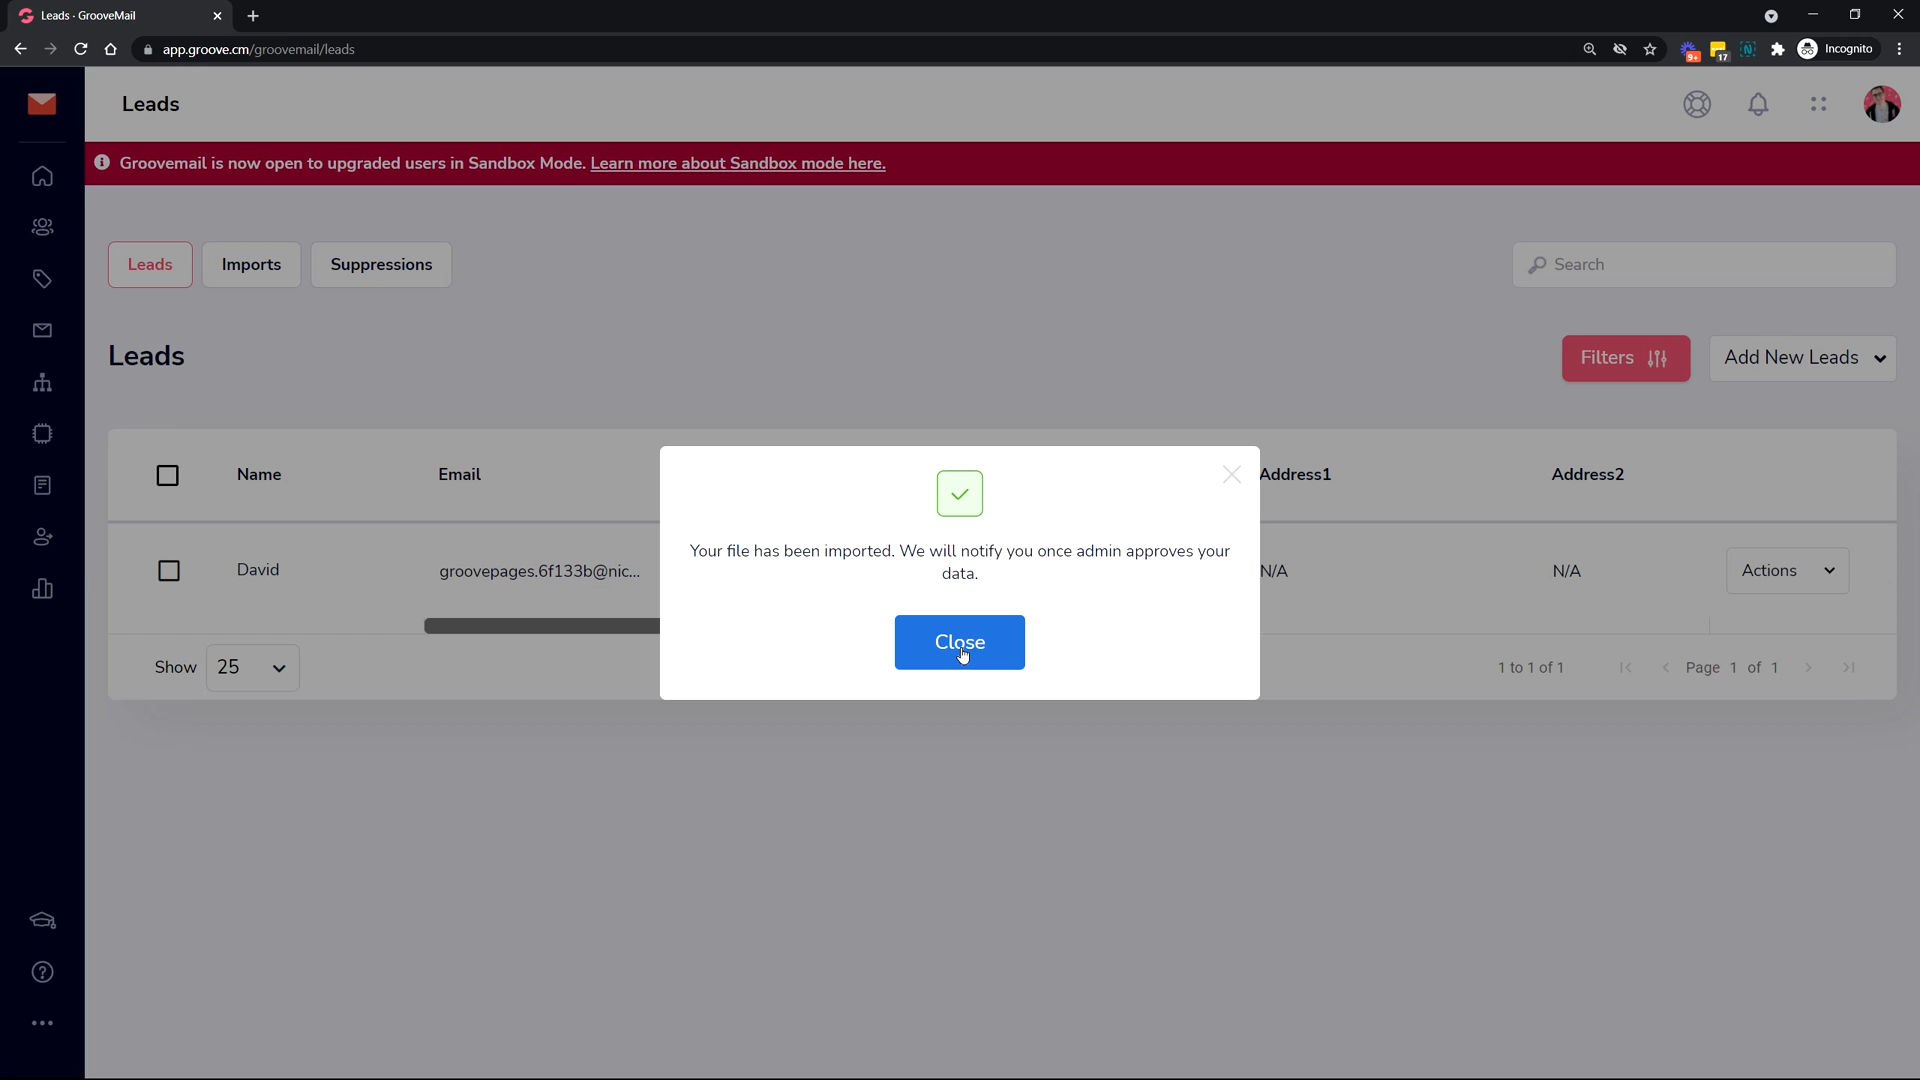 Leads · GrooveMail
app.groove.cm/groovemail/leads
9+
17
N
Incognito
Leads
Groovemail is now open to upgraded users in Sandbox Mode. Learn more about Sandbox mode here.
Leads
Imports
Suppressions
Search
Leads
Filters
Add New Leads
Name
Email
Address1
Address2
Your file has been imported. We will notify you once admin approves your
data.
David
groovepages.6f133b@nic...
N/A
N/A
Actions
Close
Show
25
1 to 1 of 1
Page 1 of 1